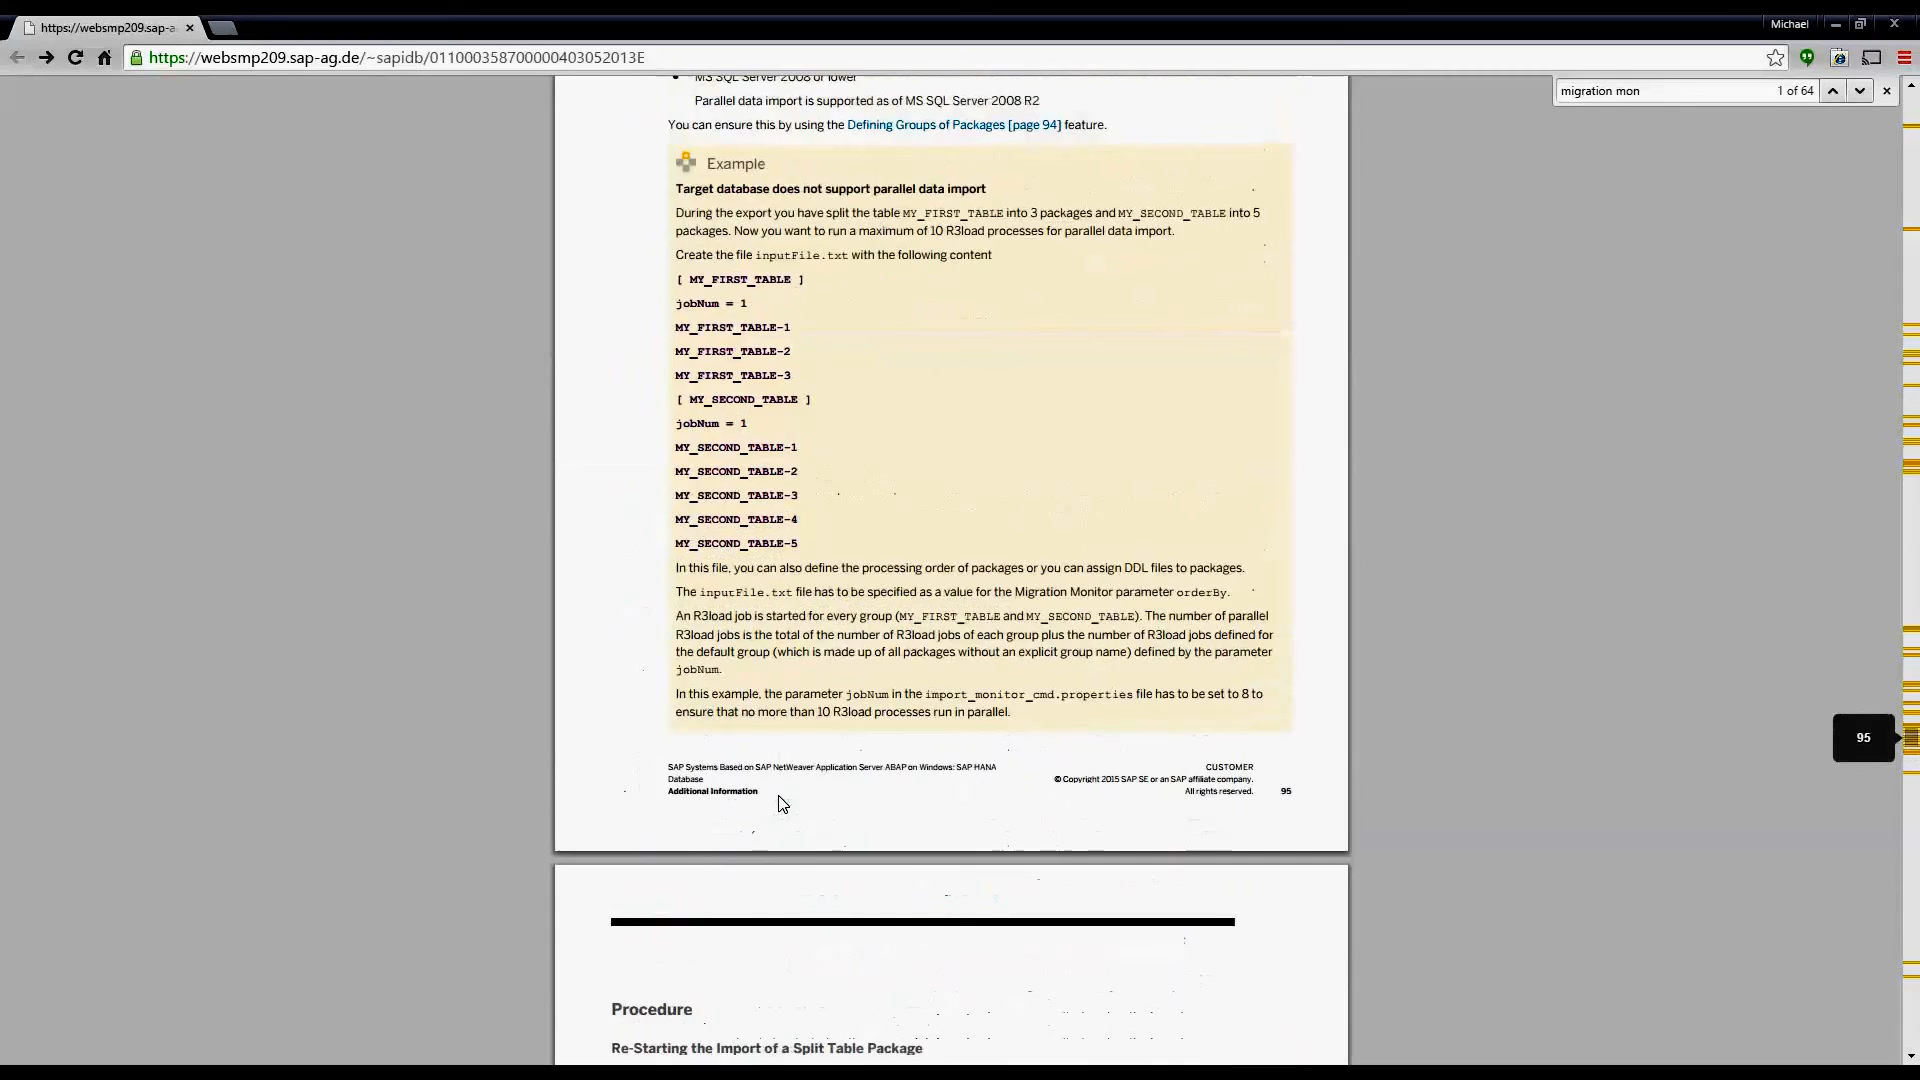 Michael
https://websmp209.sap-a
https://websmp209.sap-ag.de/~sapidb/011000358700000403052013E
migration mon 1 of 64
MS SQL Server 2008 or lower
Parallel data import is supported as of MS SQL Server 2008 R2
You can ensure this by using the Defining Groups of Packages [page 94] feature.
Example
Target database does not support parallel data import
During the export you have split the table MY_FIRST_TABLE into 3 packages and MY_SECOND_TABLE into 5
packages. Now you want to run a maximum of 10 R3load processes for parallel data import.
Create the file inputFile.txt with the following content
[ MY_FIRST_TABLE ]
jobNum = 1
MY_FIRST_TABLE-1
MY_FIRST_TABLE-2
MY_FIRST_TABLE-3
[ MY_SECOND_TABLE ]
jobNum = 1
MY_SECOND_TABLE-1
MY_SECOND_TABLE-2
MY_SECOND_TABLE-3
MY_SECOND_TABLE-4
MY_SECOND_TABLE-5
In this file, you can also define the processing order of packages or you can assign DDL files to packages.
The inputFile.txt file has to be specified as a value for the Migration Monitor parameter orderBy.
An R3load job is started for every group (MY_FIRST_TABLE and MY_SECOND_TABLE). The number of parallel
R3load jobs is the total of the number of R3load jobs of each group plus the number of R3load jobs defined for
the default group (which is made up of all packages without an explicit group name) defined by the parameter
jobNum.
In this example, the parameter jobNum in the import_monitor_cmd.properties file has to be set to 8 to
ensure that no more than 10 R3load processes run in parallel.
95
SAP Systems Based on SAP NetWeaver Application Server ABAP on Windows: SAP HANA
Database
Additional Information
CUSTOMER
© Copyright 2015 SAP SE or an SAP affiliate company.
All rights reserved. 95
Procedure
Re-Starting the Import of a Split Table Package